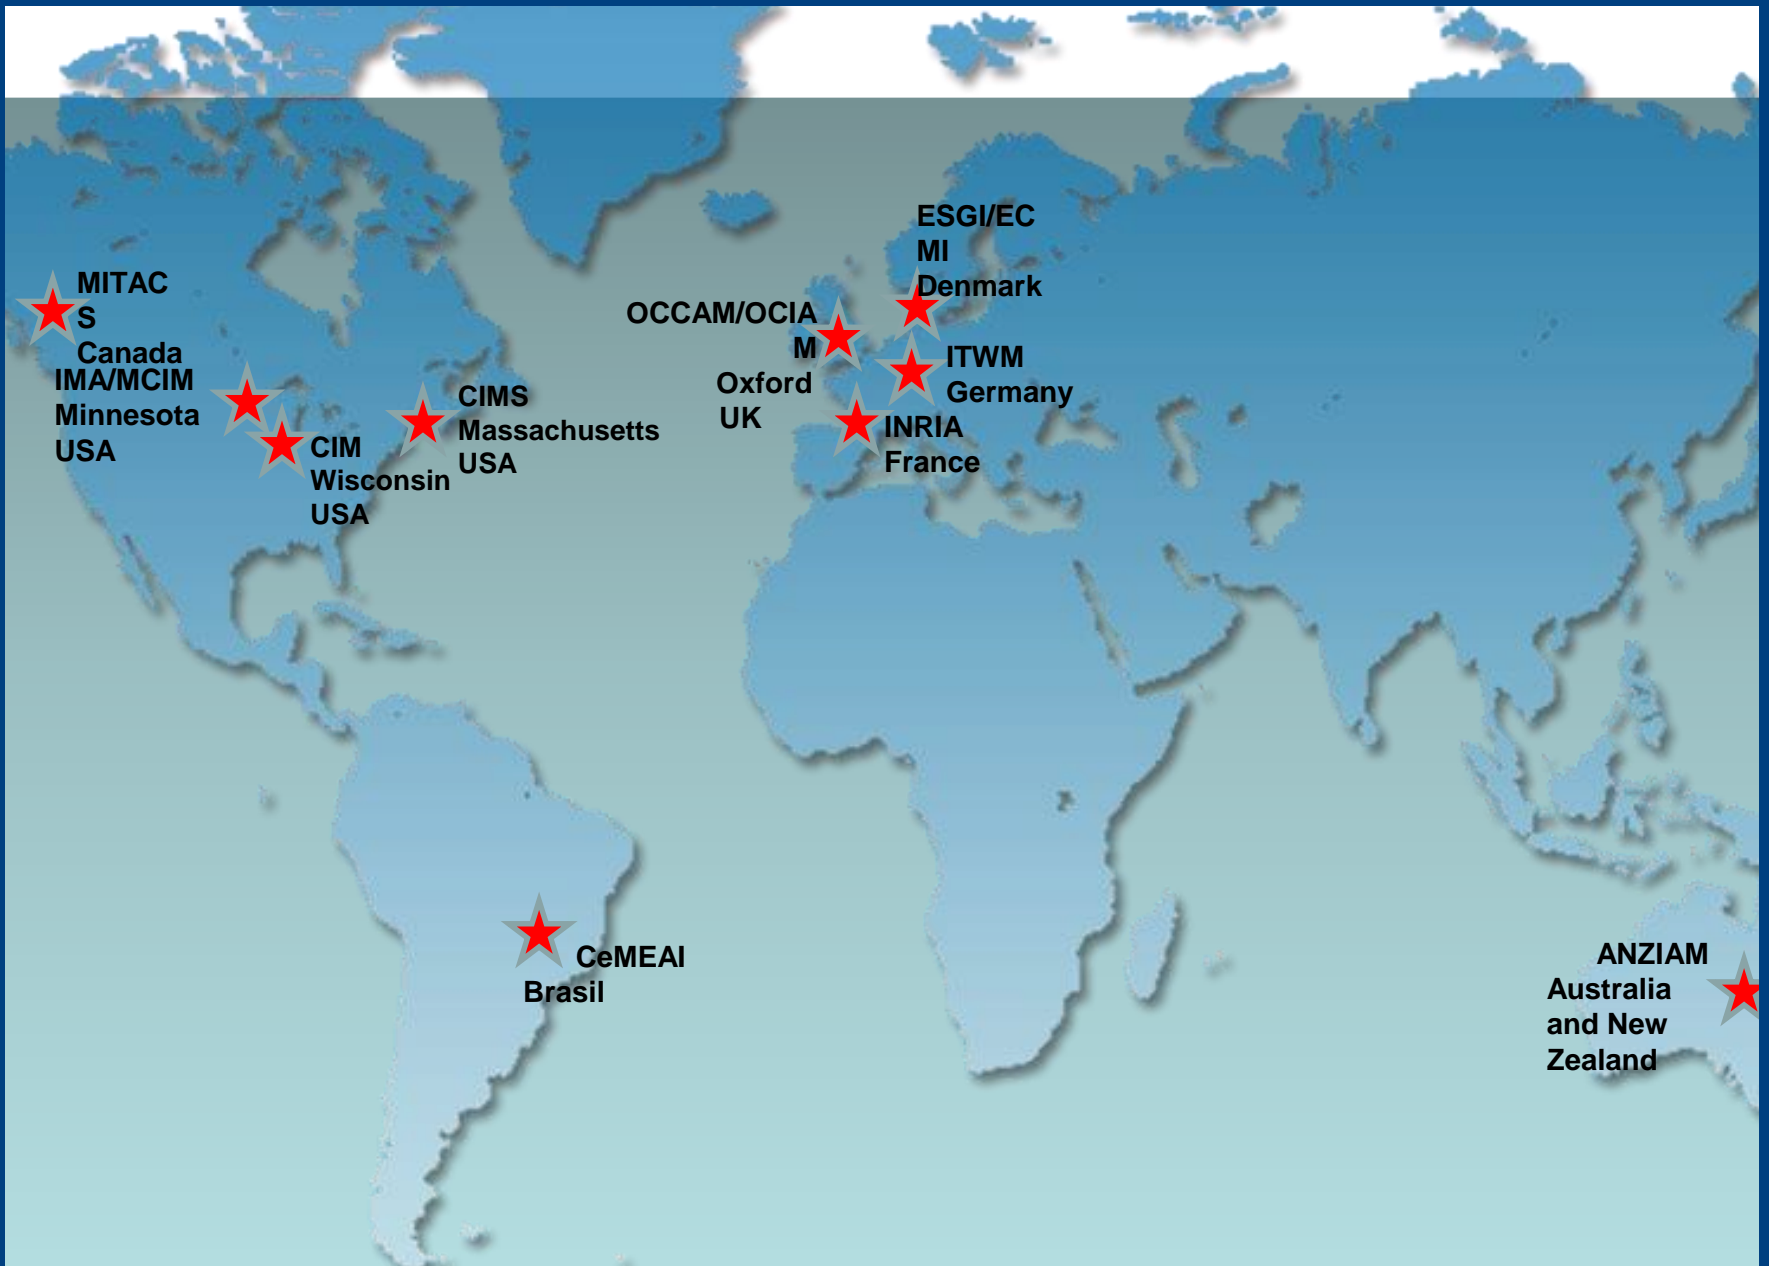 MITAC
S
Canada
IMA/MCIM
Minnesota
USA
CIM
Wisconsin
USA
CIMS
Massachusetts
USA
OCCAM/OCIA
M
Oxford
UK
ESGI/EC
MI
Denmark
ITWM
Germany
INRIA
France
CeMEAI
Brasil
ANZIAM
Australia
and New
Zealand